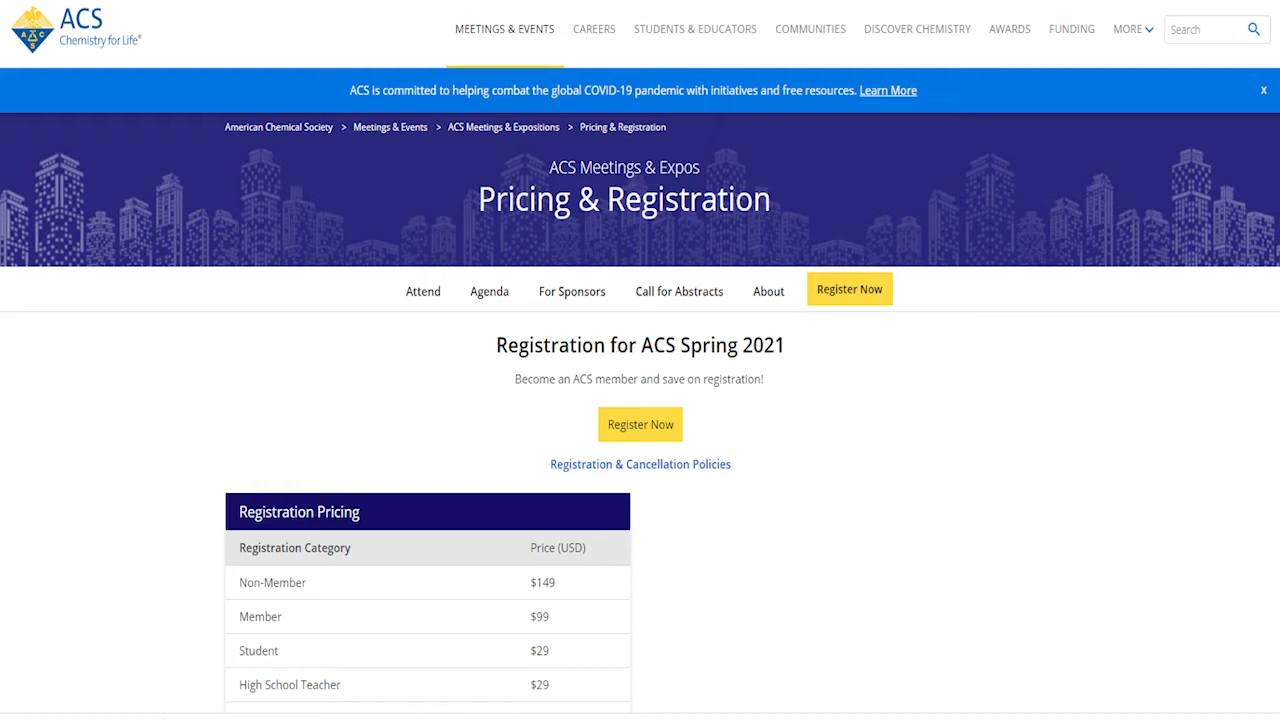 ACS
Chemistry for Life®
A C S
MEETINGS & EVENTS CAREERS STUDENTS & EDUCATORS COMMUNITIES DISCOVER CHEMISTRY AWARDS FUNDING MORE Search
ACS is committed to helping combat the global COVID-19 pandemic with initiatives and free resources. Learn More X
American Chemical Society > Meetings & Events > ACS Meetings & Expositions > Pricing & Registration
ACS Meetings & Expos
Pricing & Registration
Attend Agenda For Sponsors Call for Abstracts About Register Now
Registration for ACS Spring 2021
Become an ACS member and save on registration!
Register Now
Registration & Cancellation Policies
Registration Pricing
Registration Category Price (USD)
Non-Member $149
Member $99
Student $29
High School Teacher $29